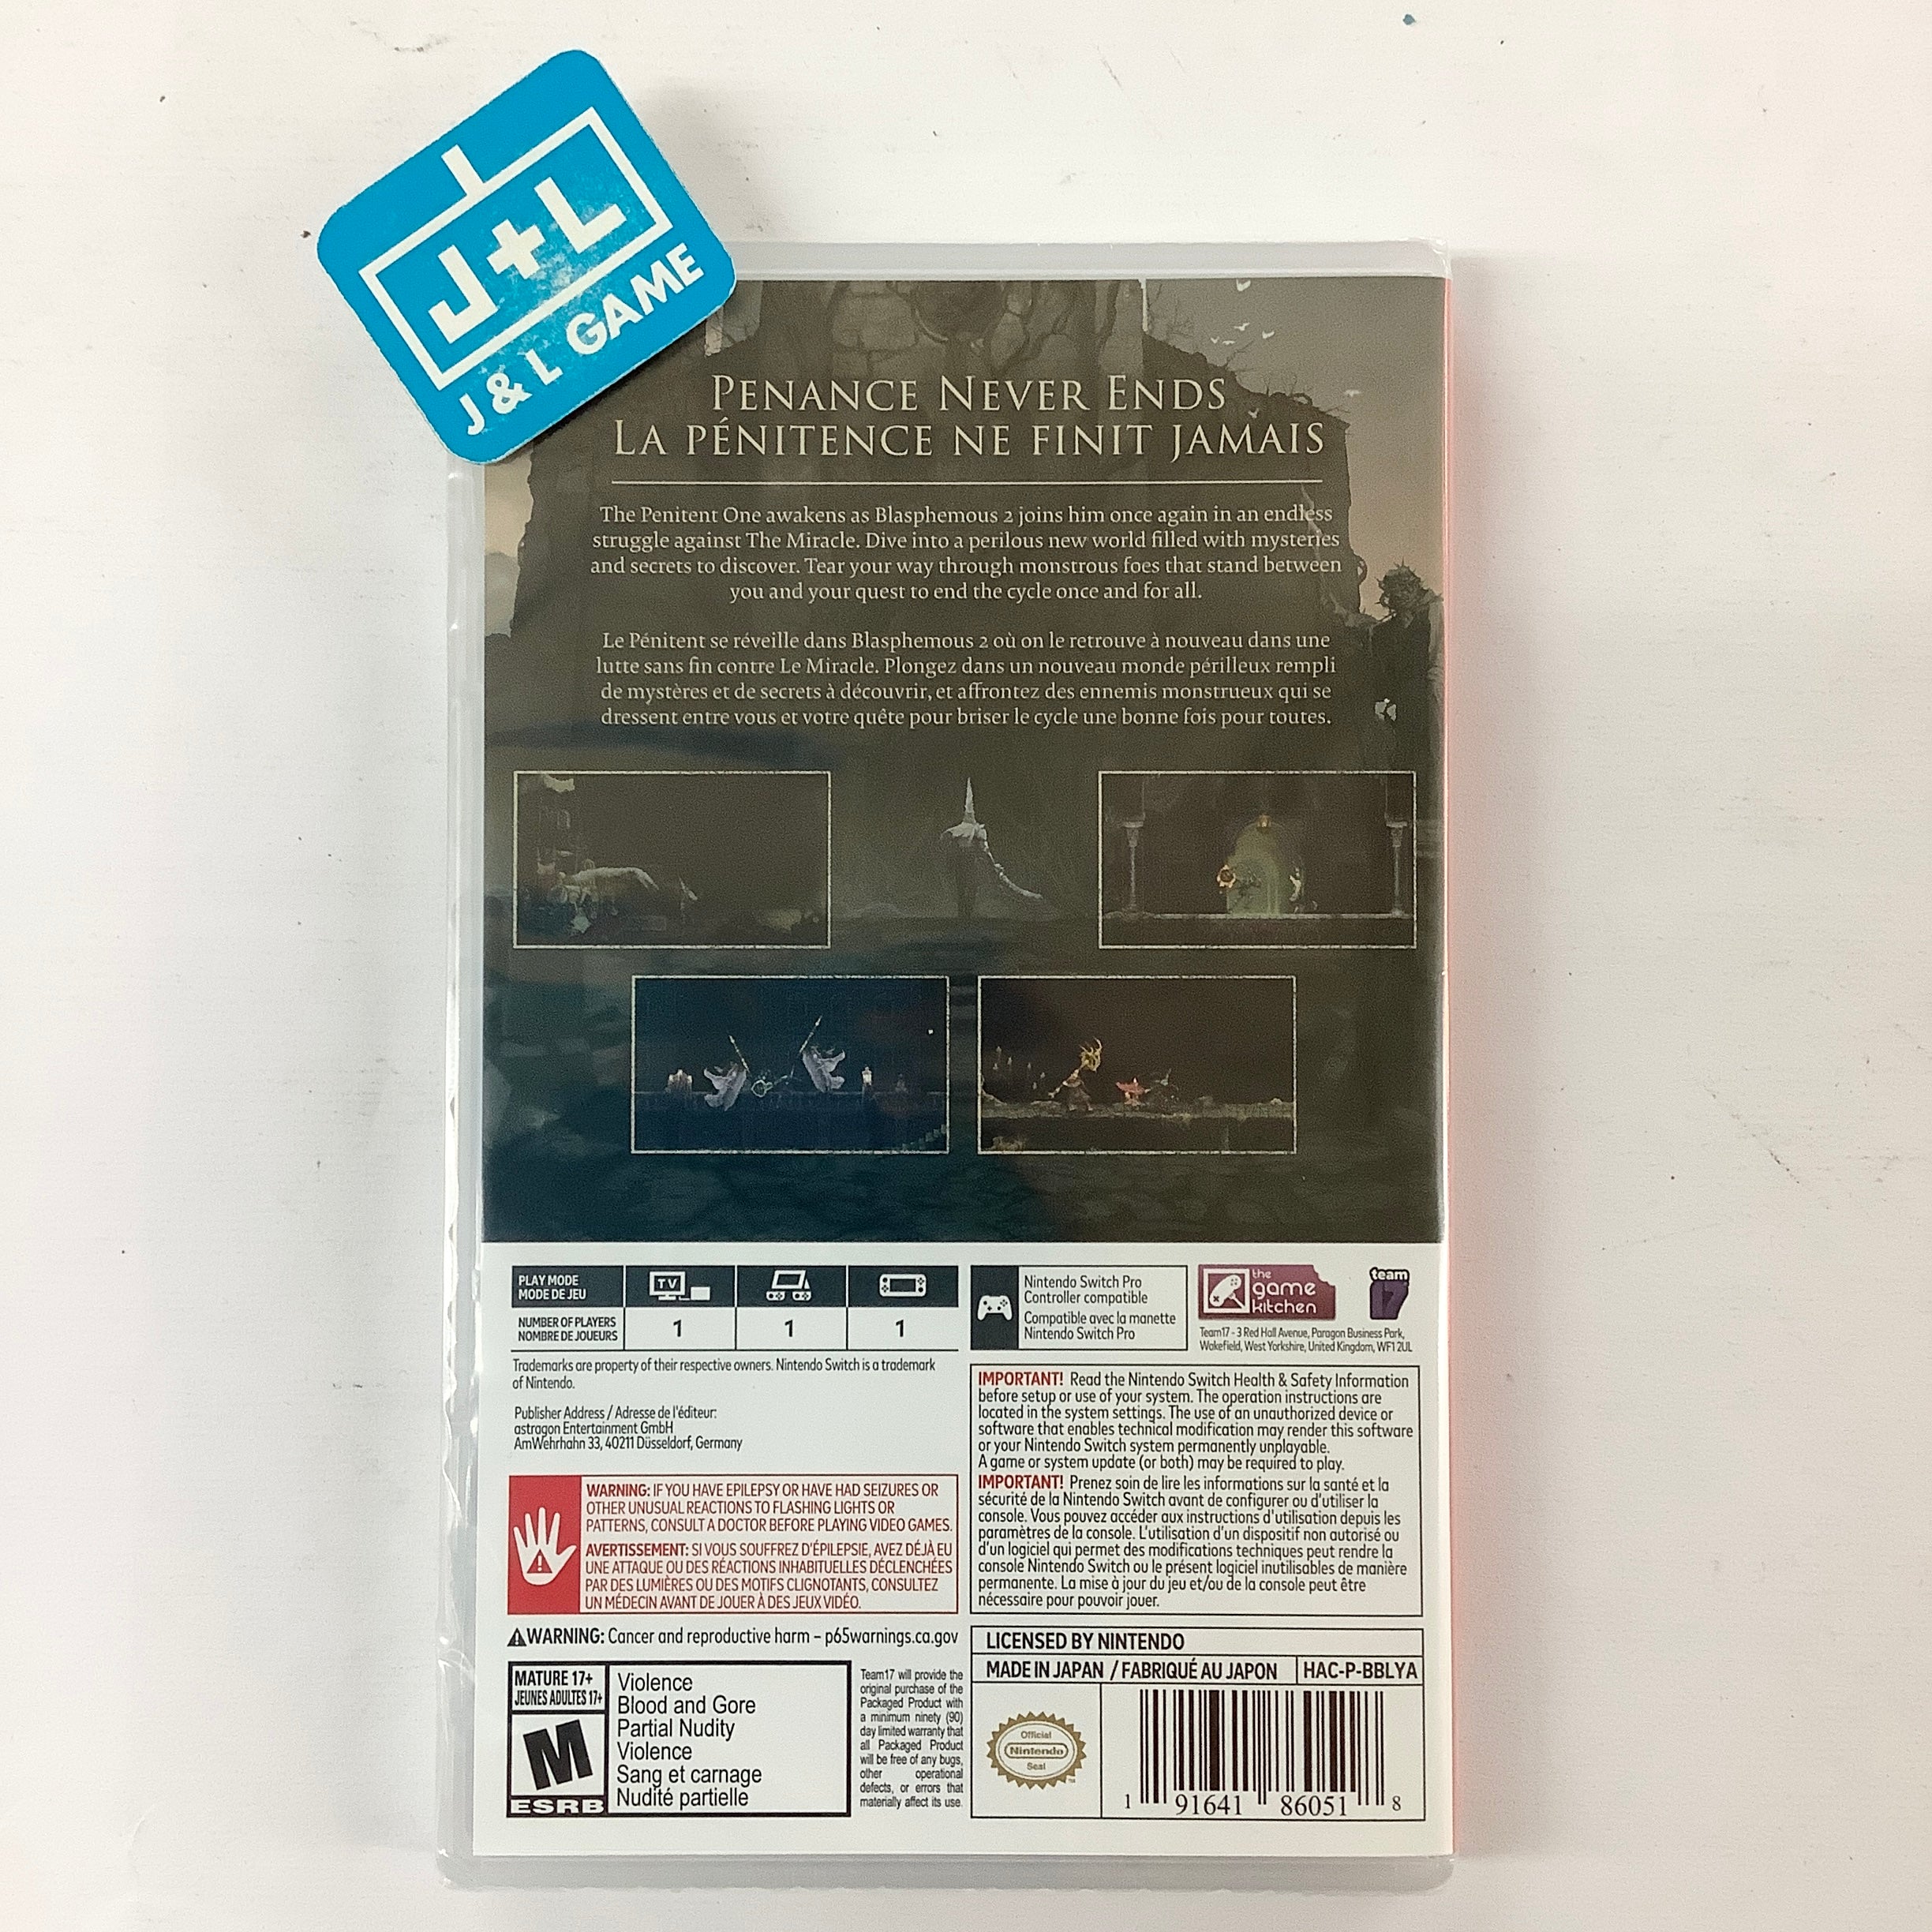 J+L
J & L GAME
PENANCE NEVER ENDS
LA PÉNITENCE NE FINIT JAMAIS
The Penitent One awakens as Blasphemous 2 joins him once again in an endless
struggle against The Miracle. Dive into a perilous new world filled with mysteries
and secrets to discover. Tear your way through monstrous foes that stand between
you and your quest to end the cycle once and for all.
Le Pénitent se réveille dans Blasphemous 2 où on le retrouve à nouveau dans une
lutte sans fin contre Le Miracle. Plongez dans un nouveau monde périlleux rempli
de mystères et de secrets à découvrir, et affrontez des ennemis monstrueux qui se
dressent entre vous et votre quête pour briser le cycle une bonne fois pour toutes.
PLAY MODE
MODE DE JEU
TV
NUMBER OF PLAYERS
NOMBRE DE JOUEURS
1
1
1
Nintendo Switch Pro
Controller compatible
Compatible avec la manette
Nintendo Switch Pro
the
game
kitchen
team
17
Team17 - 3 Red Hall Avenue, Paragon Business Park,
Wakefield, West Yorkshire, United Kingdom, WF1 2UL
Trademarks are property of their respective owners. Nintendo Switch is a trademark
of Nintendo.
Publisher Address / Adresse de l'éditeur:
astragon Entertainment GmbH
AmWehrhahn 33, 40211 Düsseldorf, Germany
WARNING: IF YOU HAVE EPILEPSY OR HAVE HAD SEIZURES OR
OTHER UNUSUAL REACTIONS TO FLASHING LIGHTS OR
PATTERNS, CONSULT A DOCTOR BEFORE PLAYING VIDEO GAMES.
AVERTISSEMENT: SI VOUS SOUFFREZ D'ÉPILEPSIE, AVEZ DÉJÀ EU
UNE ATTAQUE OU DES RÉACTIONS INHABITUELLES DÉCLENCHÉES
PAR DES LUMIÈRES OU DES MOTIFS CLIGNOTANTS, CONSULTEZ
UN MÉDECIN AVANT DE JOUER À DES JEUX VIDÉO.
WARNING: Cancer and reproductive harm – p65warnings.ca.gov
IMPORTANT! Read the Nintendo Switch Health & Safety Information
before setup or use of your system. The operation instructions are
located in the system settings. The use of an unauthorized device or
software that enables technical modification may render this software
or your Nintendo Switch system permanently unplayable.
A game or system update (or both) may be required to play.
IMPORTANT! Prenez soin de lire les informations sur la santé et la
sécurité de la Nintendo Switch avant de configurer ou d'utiliser la
console. Vous pouvez accéder aux instructions d'utilisation depuis les
paramètres de la console. L'utilisation d'un dispositif non autorisé ou
d'un logiciel qui permet des modifications techniques peut rendre la
console Nintendo Switch ou le présent logiciel inutilisables de manière
permanente. La mise à jour du jeu et/ou de la console peut être
nécessaire pour pouvoir jouer.
MATURE 17+
JEUNES ADULTES 17+
M
ESRB
Violence
Blood and Gore
Partial Nudity
Violence
Sang et carnage
Nudité partielle
Team17 will provide the
original purchase of the
Packaged Product with
a minimum ninety (90)
day limited warranty that
all Packaged Product
will be free of any bugs,
other operational
defects, or errors that
materially affect its use.
LICENSED BY NINTENDO
MADE IN JAPAN / FABRIQUÉ AU JAPON
HAC-P-BBLYA
Official
Nintendo
Seal
1 91641 86051 8